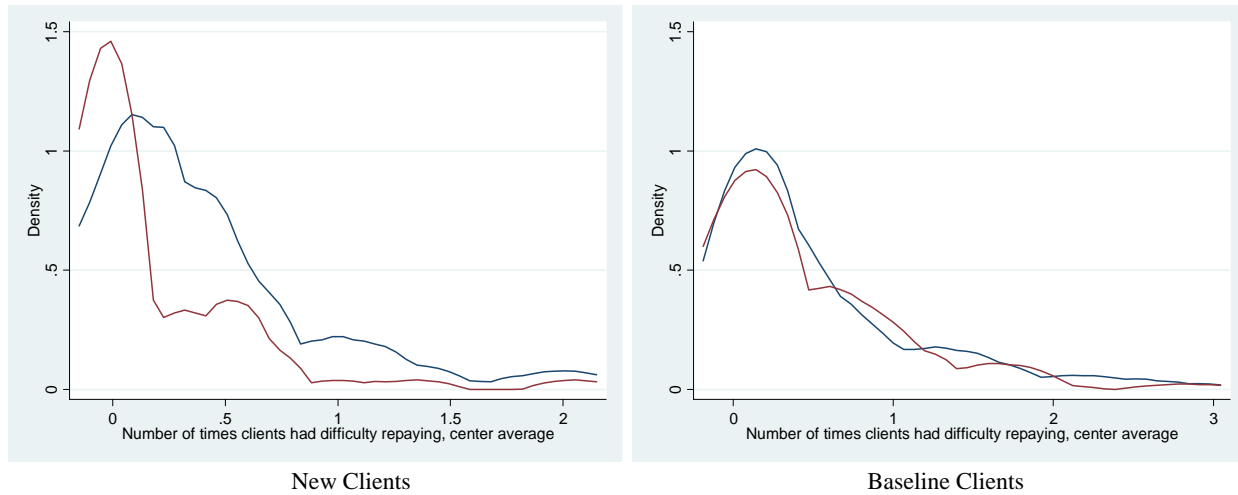 1.5
1
.5
0
Density
0 .5 1 1.5 2
Number of times clients had difficulty repaying, center average
New Clients
1.5
1
.5
0
Density
0 1 2 3
Number of times clients had difficulty repaying, center average
Baseline Clients